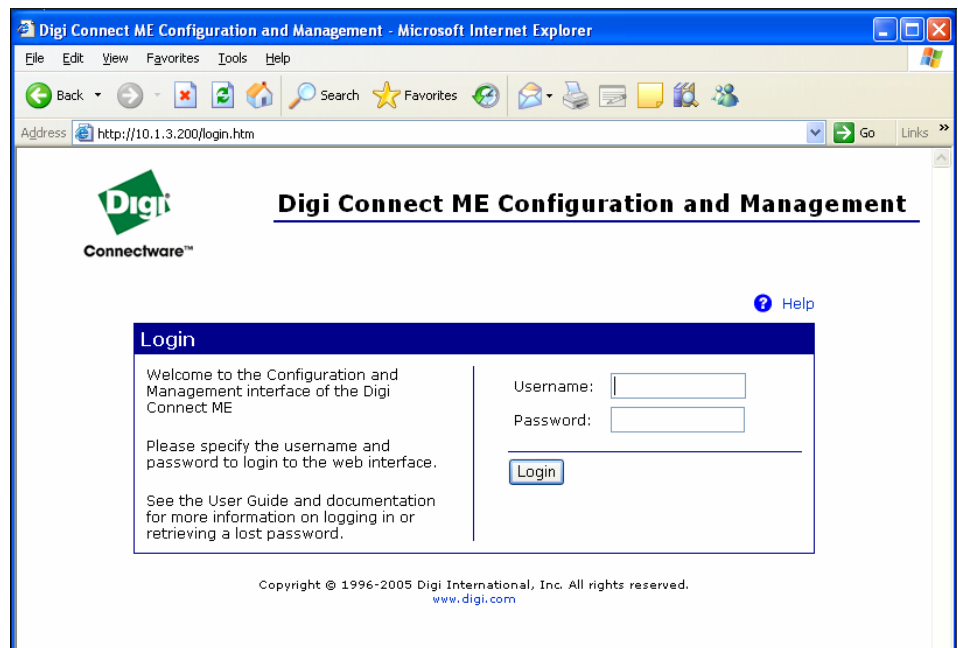 Digi Connect ME Configuration and Management - Microsoft Internet Explorer
File Edit View Favorites Tools Help
Back Search Favorites
Address http://10.1.3.200/login.htm Go Links »
Digi
Connectware™
Digi Connect ME Configuration and Management
? Help
Login
Welcome to the Configuration and
Management interface of the Digi
Connect ME
Please specify the username and
password to login to the web interface.
See the User Guide and documentation
for more information on logging in or
retrieving a lost password.
Username:
Password:
Login
Copyright © 1996-2005 Digi International, Inc. All rights reserved.
www.digi.com